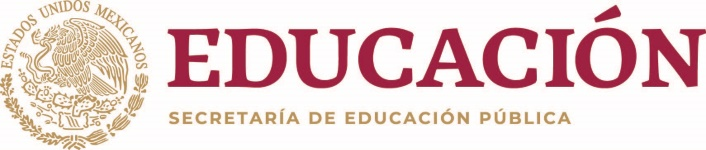 ESTADOS UNIDOS MEXICANOS
EDUCACIÓN
SECRETARÍA DE EDUCACIÓN PÚBLICA